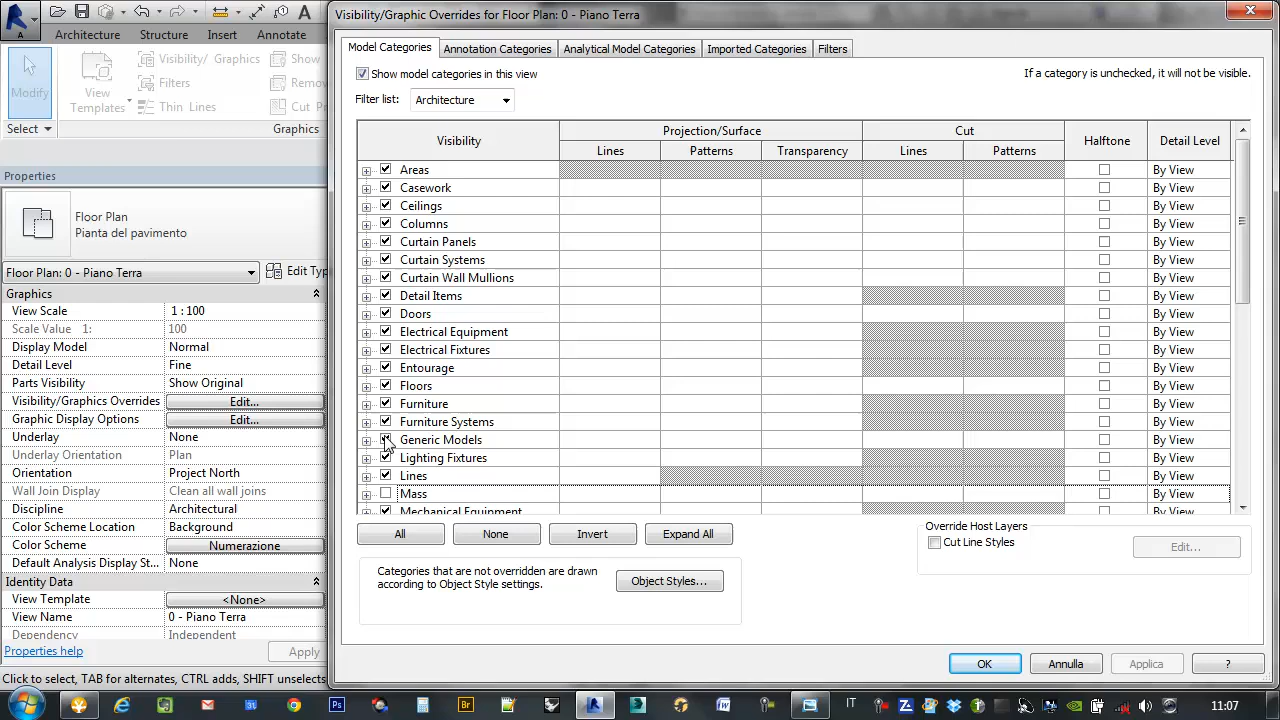 Visibility/Graphic Overrides for Floor Plan: 0 - Piano Terra
A
Architecture Structure Insert Annotate
Modify
View
Templates
Visibility/ Graphics
Filters
Thin Lines
Show
Remov
Cut Pr
Select
Graphics
Properties
Floor Plan
Pianta del pavimento
Floor Plan: 0 - Piano Terra
Edit Typ
Graphics
View Scale 1 : 100
Scale Value 1: 100
Display Model Normal
Detail Level Fine
Parts Visibility Show Original
Visibility/Graphics Overrides Edit...
Graphic Display Options Edit...
Underlay None
Underlay Orientation Plan
Orientation Project North
Wall Join Display Clean all wall joins
Discipline Architectural
Color Scheme Location Background
Color Scheme Numerazione
Default Analysis Display St... None
Identity Data
View Template <None>
View Name 0 - Piano Terra
Dependency Independent
Properties help
Apply
Click to select, TAB for alternates, CTRL adds, SHIFT unselects
Model Categories Annotation Categories Analytical Model Categories Imported Categories Filters
Show model categories in this view
If a category is unchecked, it will not be visible.
Filter list: Architecture
Visibility Projection/Surface Cut Halftone Detail Level
Lines Patterns Transparency Lines Patterns
Areas By View
Casework By View
Ceilings By View
Columns By View
Curtain Panels By View
Curtain Systems By View
Curtain Wall Mullions By View
Detail Items By View
Doors By View
Electrical Equipment By View
Electrical Fixtures By View
Entourage By View
Floors By View
Furniture By View
Furniture Systems By View
Generic Models By View
Lighting Fixtures By View
Lines By View
Mass By View
Mechanical Equipment By View
All None Invert Expand All
Categories that are not overridden are drawn
according to Object Style settings.
Object Styles...
Override Host Layers
Cut Line Styles
Edit...
OK Annulla Applica ?
Ps
Br
R
IT
11:07